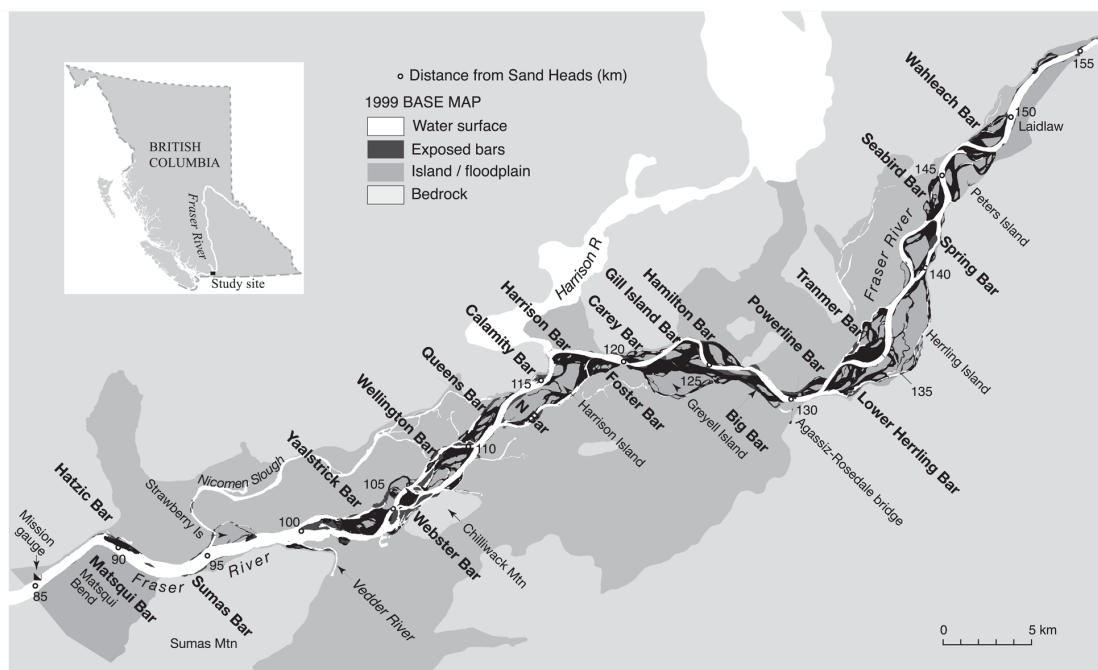 BRITISH
COLUMBIA
Fraser River
Study site
Distance from Sand Heads (km)
1999 BASE MAP
Water surface
Exposed bars
Island / floodplain
Bedrock
155
Wahleach Bar
150
Laidlaw
Seabird Bar
145
Peters Island
Fraser River
Spring Bar
140
Harrison R
Tranmer Bar
Herrling Island
Hamilton Bar
Gill Island Bar
Powerline Bar
Carey Bar
Harrison Bar
Calamity Bar
120
125
135
115
Foster Bar
Lower Herrling Bar
130
Big Bar
Greyell Island
Agassiz-Rosedale bridge
Queens Bar
N Bar
Harrison Island
Wellington Bar
110
Yaalstrick Bar
Nicomen Slough
105
Hatzic Bar
Strawberry Is
100
Webster Bar
Chilliwack Mtn
Mission
gauge
90
95
Fraser River
85
Matsqui Bar
Matsqui
Bend
Sumas Bar
Vedder River
Sumas Mtn
0 5 km